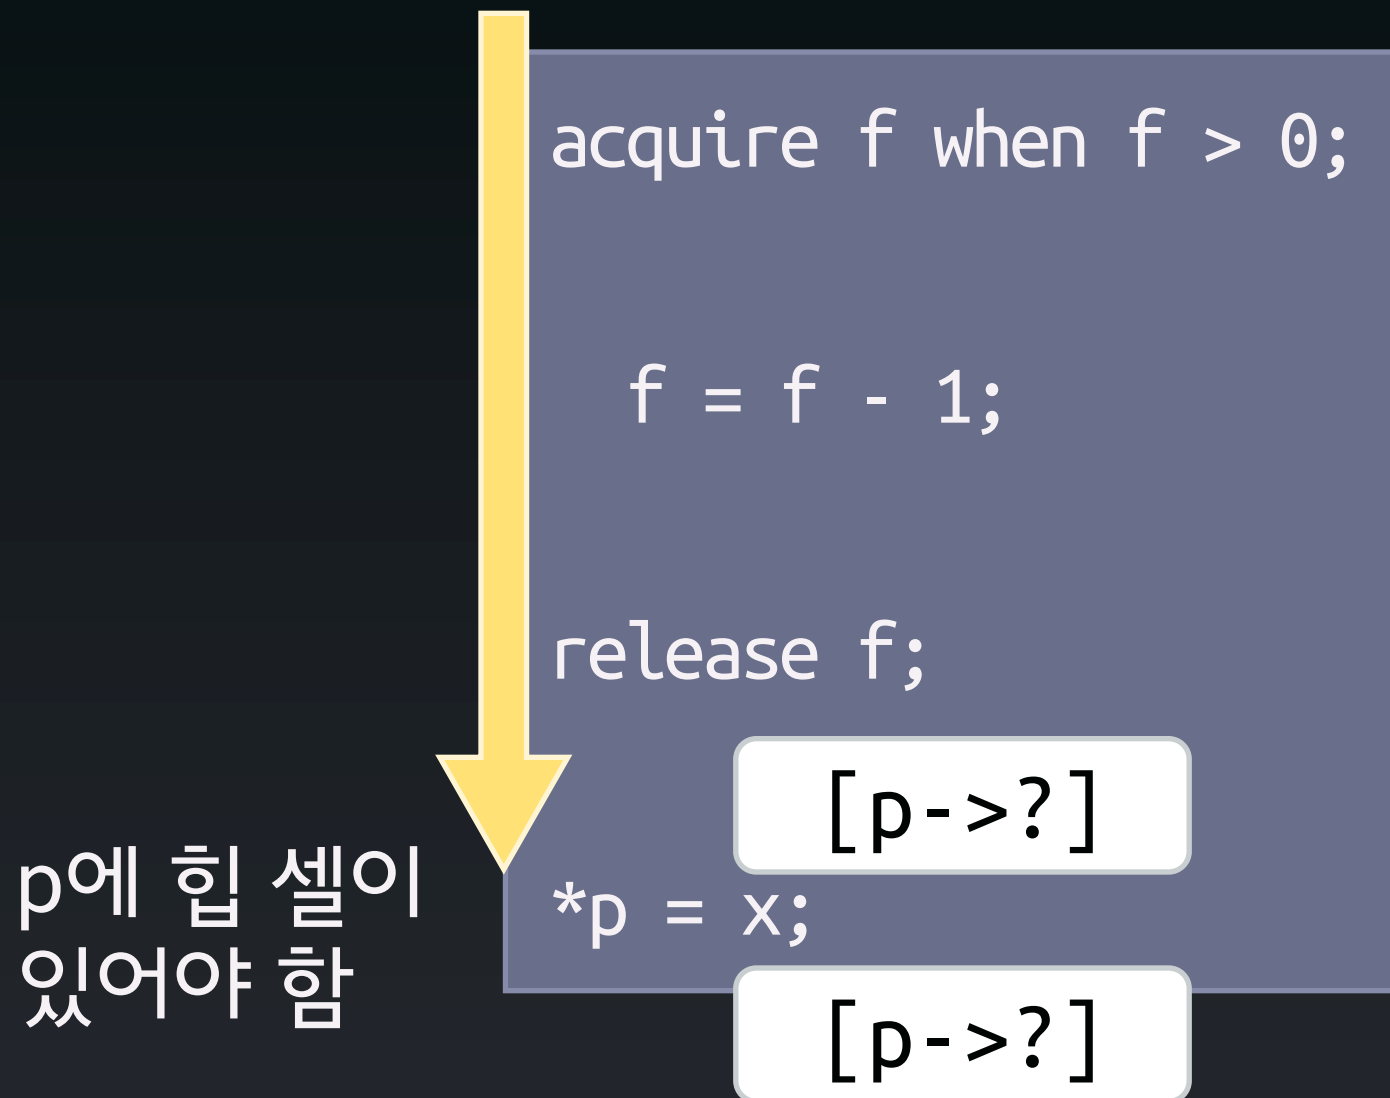 acquire f when f > 0;
f = f - 1;
release f;
[p->?]
p에 힙 셀이
있어야 함
*p = x;
[p->?]